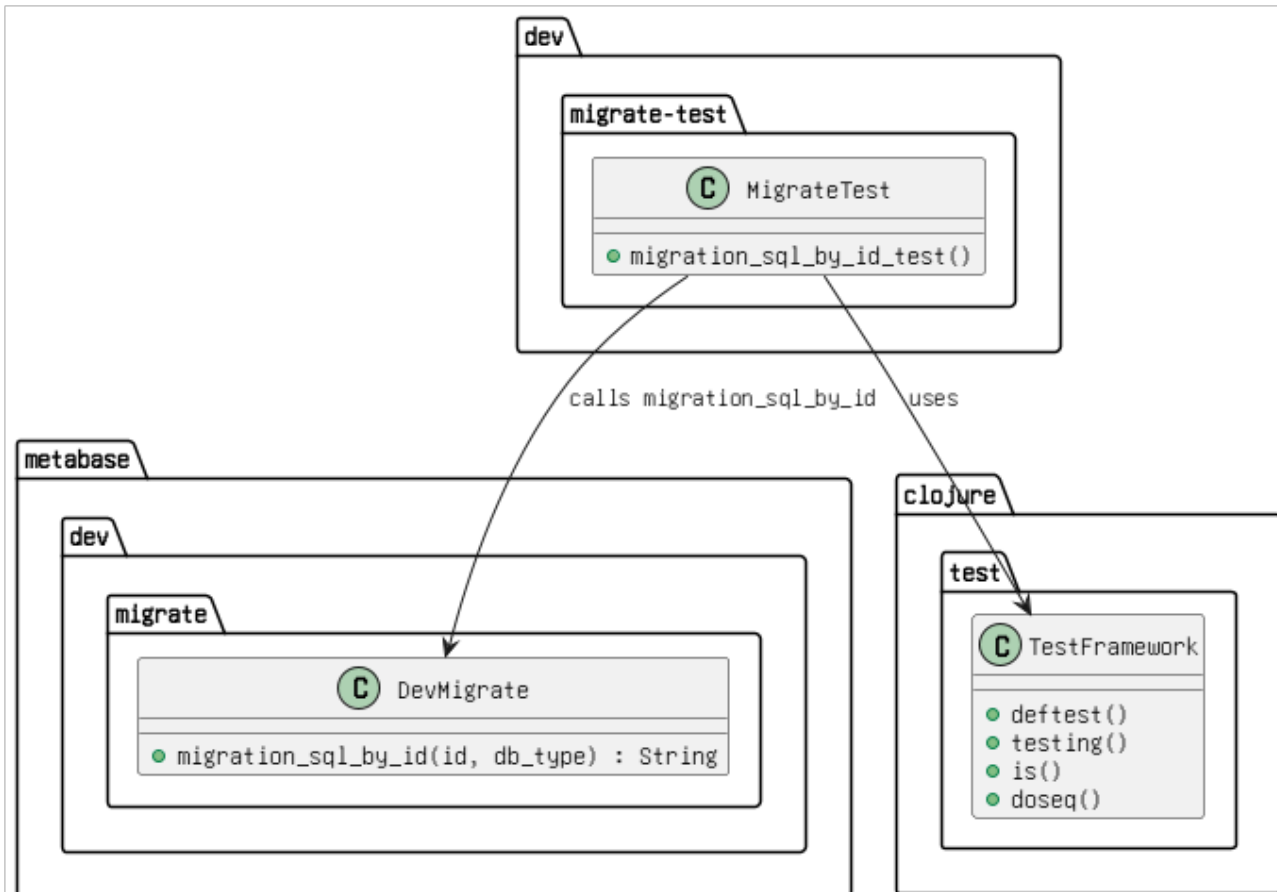 dev
migrate-test
C MigrateTest
migration_sql_by_id_test()
calls migration_sql_by_id
uses
metabase
dev
migrate
C DevMigrate
migration_sql_by_id(id, db_type) : String
clojure
test
C TestFramework
deftest()
testing()
is()
doseq()